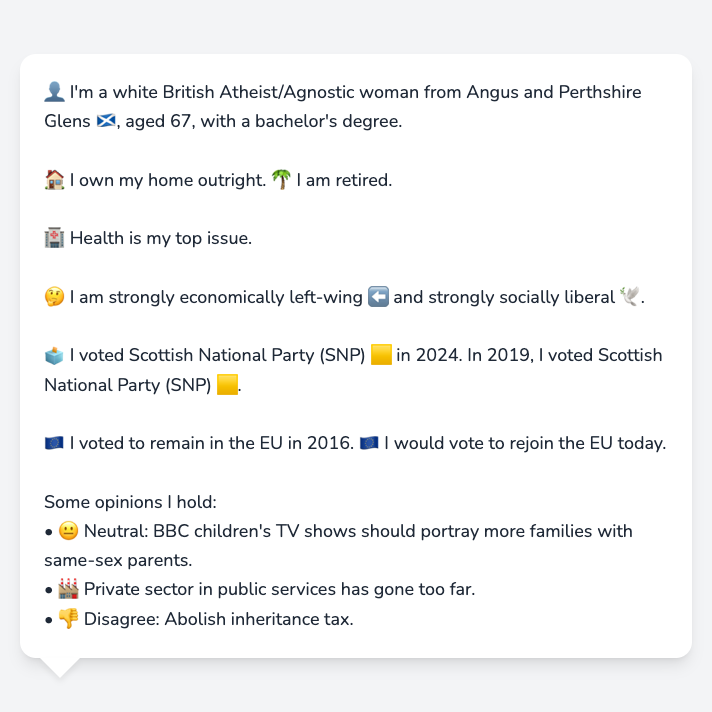 👤 I'm a white British Atheist/Agnostic woman from Angus and Perthshire
Glens 🏴󠁧󠁢󠁳󠁣󠁴󠁿, aged 67, with a bachelor's degree.
🏠 I own my home outright. 🌴 I am retired.
🏥 Health is my top issue.
🤔 I am strongly economically left-wing ⬅️ and strongly socially liberal 🕊️.
🗳️ I voted Scottish National Party (SNP) 🟨 in 2024. In 2019, I voted Scottish
National Party (SNP) 🟨.
🇪🇺 I voted to remain in the EU in 2016. 🇪🇺 I would vote to rejoin the EU today.
Some opinions I hold:
• 😐 Neutral: BBC children's TV shows should portray more families with
same-sex parents.
• 🏭 Private sector in public services has gone too far.
• 👎 Disagree: Abolish inheritance tax.